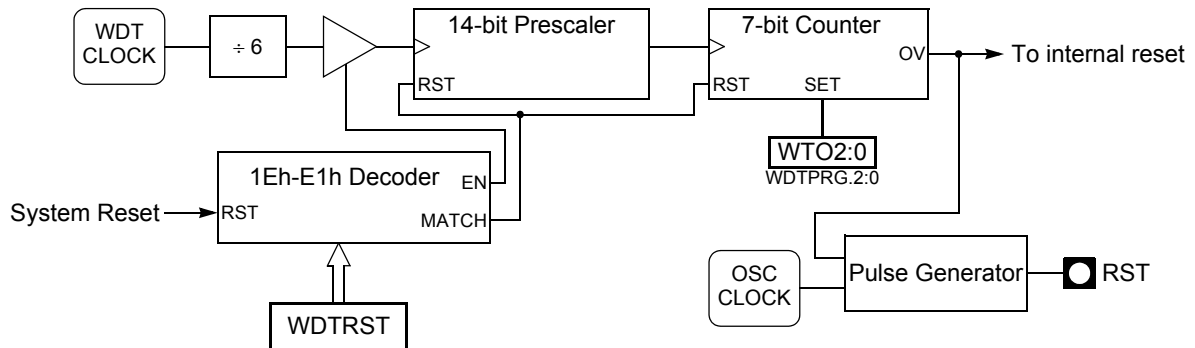 WDT
CLOCK
÷ 6
14-bit Prescaler
RST
7-bit Counter
OV
RST
SET
To internal reset
WTO2:0
WDTPRG.2:0
1Eh-E1h Decoder
EN
System Reset
RST
MATCH
WDTRST
OSC
CLOCK
Pulse Generator
RST